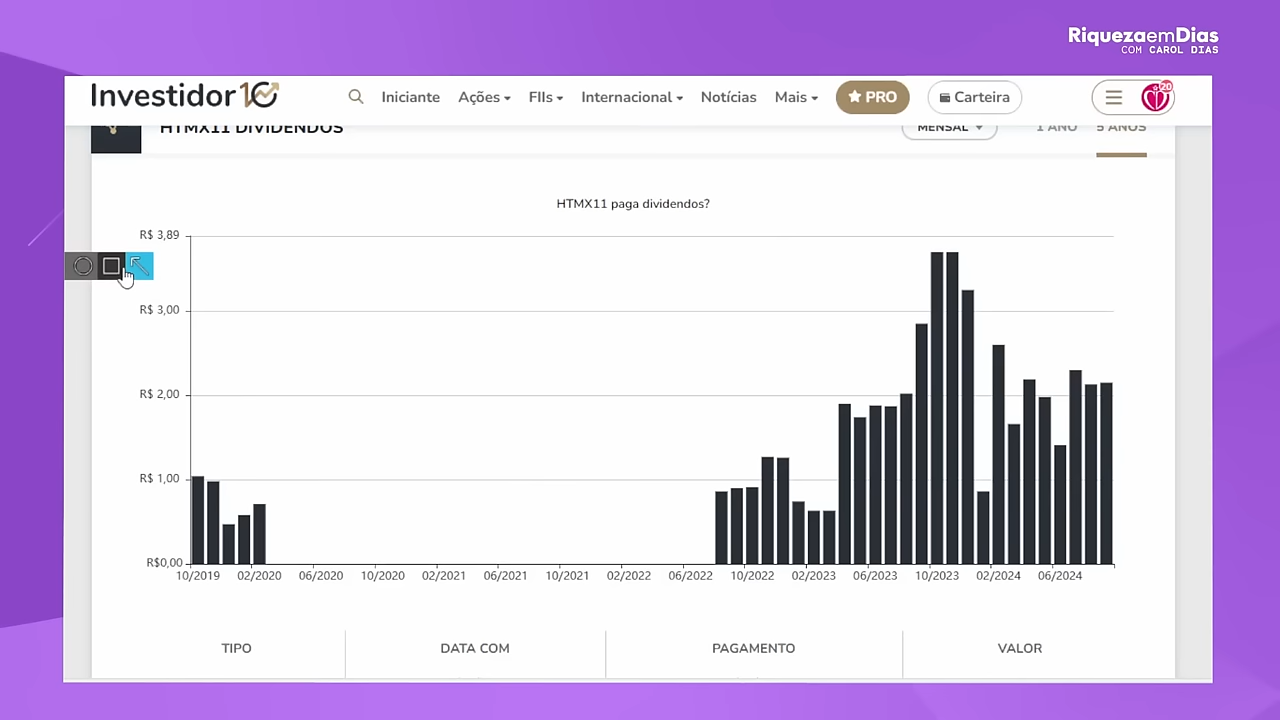 RiquezaemDias
COM CAROL DIAS
Investidor10
Iniciante Ações FIIs Internacional Notícias Mais PRO Carteira
20
HTMX11 DIVIDENDOS MENSAL 1 ANO 5 ANOS
HTMX11 paga dividendos?
R$ 3,89
R$ 3,00
R$ 2,00
R$ 1,00
R$0,00
10/2019 02/2020 06/2020 10/2020 02/2021 06/2021 10/2021 02/2022 06/2022 10/2022 02/2023 06/2023 10/2023 02/2024 06/2024
TIPO DATA COM PAGAMENTO VALOR